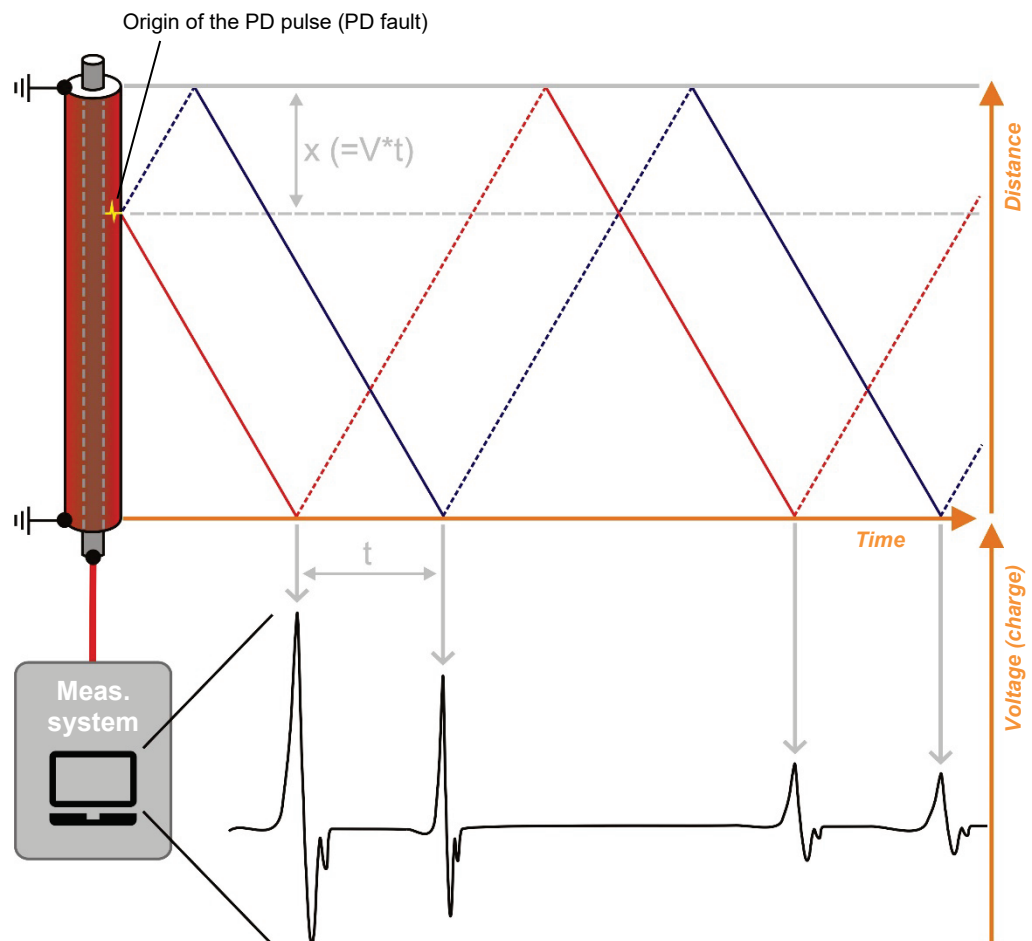 Origin of the PD pulse (PD fault)
x (=V*t)
Distance
Time
t
Voltage (charge)
Meas.
system